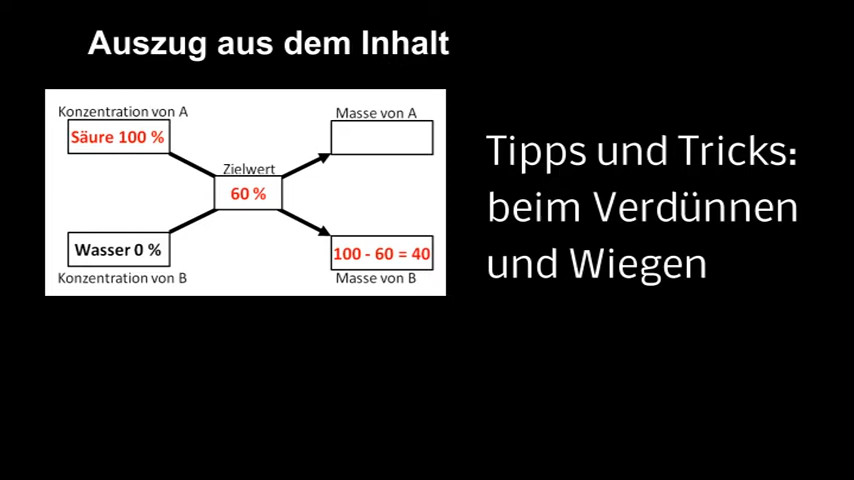 Auszug aus dem Inhalt
Konzentration von A
Säure 100 %
Masse von A
Zielwert
60 %
Wasser 0 %
Konzentration von B
100 - 60 = 40
Masse von B
Tipps und Tricks:
beim Verdünnen
und Wiegen